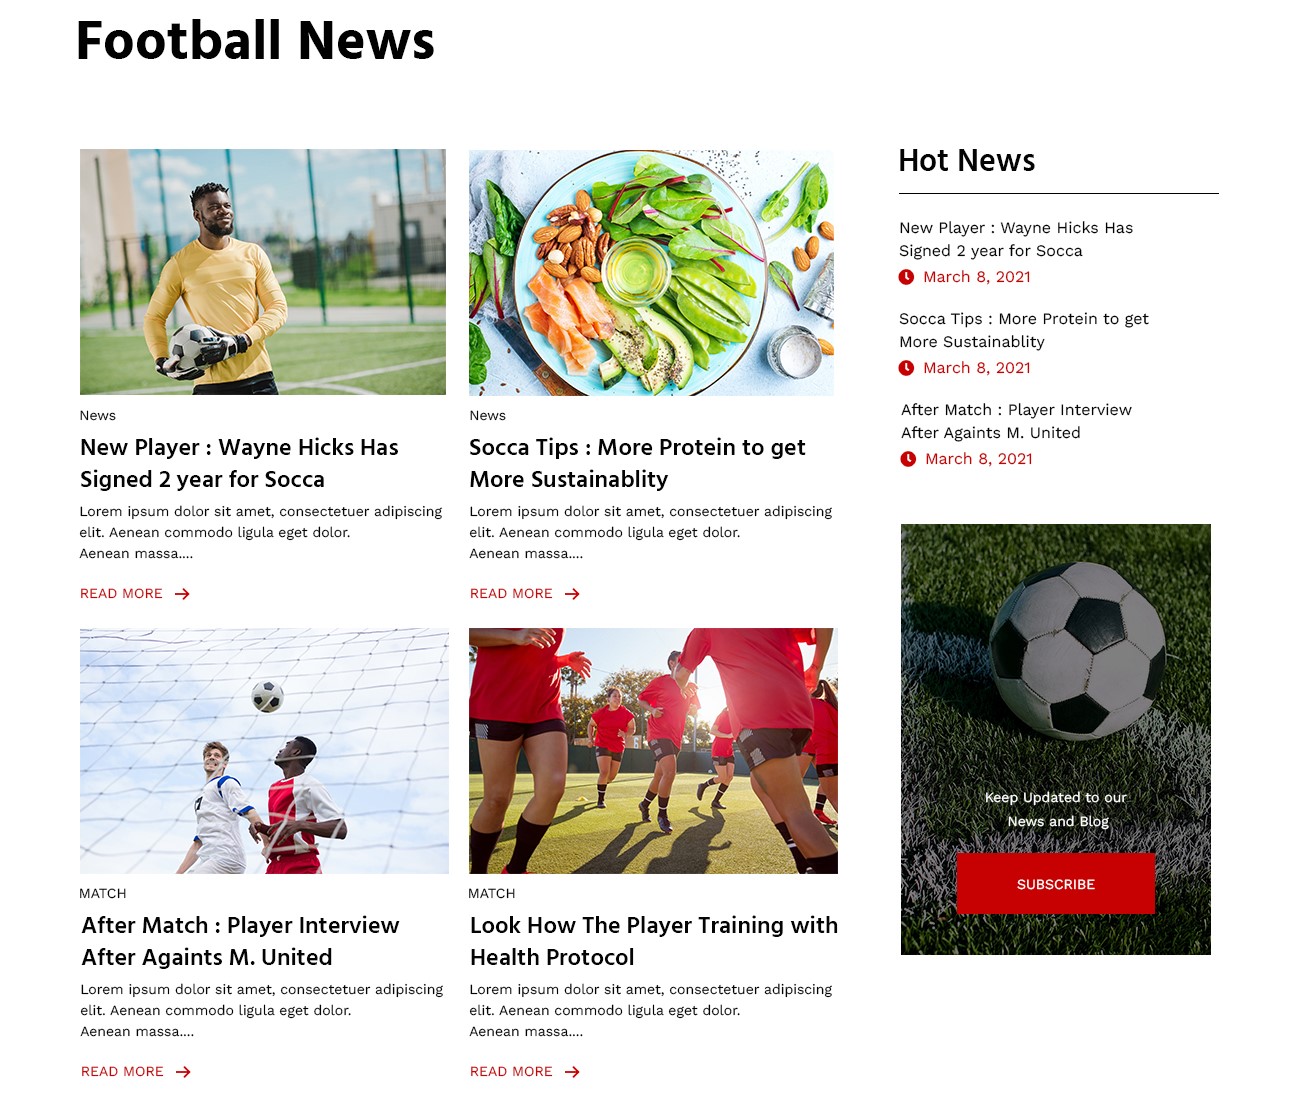 Football News
News
New Player : Wayne Hicks Has
Signed 2 year for Socca
Lorem ipsum dolor sit amet, consectetuer adipiscing
elit. Aenean commodo ligula eget dolor.
Aenean massa....
READ MORE
News
Socca Tips : More Protein to get
More Sustainablity
Lorem ipsum dolor sit amet, consectetuer adipiscing
elit. Aenean commodo ligula eget dolor.
Aenean massa....
READ MORE
MATCH
After Match : Player Interview
After Againts M. United
Lorem ipsum dolor sit amet, consectetuer adipiscing
elit. Aenean commodo ligula eget dolor.
Aenean massa....
READ MORE
MATCH
Look How The Player Training with
Health Protocol
Lorem ipsum dolor sit amet, consectetuer adipiscing
elit. Aenean commodo ligula eget dolor.
Aenean massa....
READ MORE
Hot News
New Player : Wayne Hicks Has
Signed 2 year for Socca
March 8, 2021
Socca Tips : More Protein to get
More Sustainablity
March 8, 2021
After Match : Player Interview
After Againts M. United
March 8, 2021
Keep Updated to our
News and Blog
SUBSCRIBE